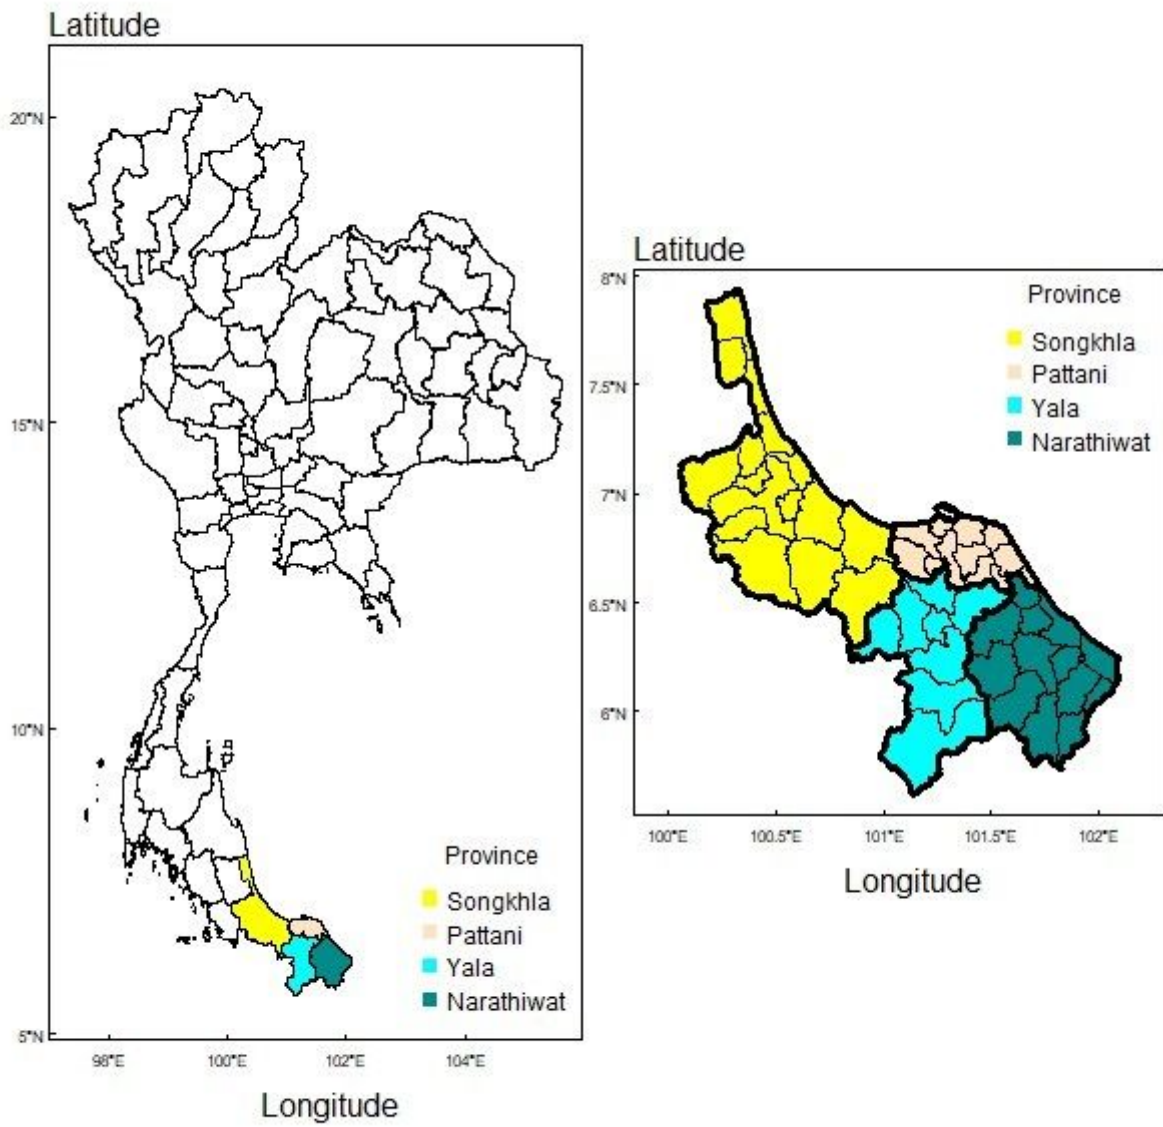 Latitude
20°N
15°N
10°N
5°N
98°E
100°E
102°E
104°E
Longitude
Province
Songkhla
Pattani
Yala
Narathiwat
Latitude
8°N
7.5°N
7°N
6.5°N
6°N
100°E
100.5°E
101°E
101.5°E
102°E
Longitude
Province
Songkhla
Pattani
Yala
Narathiwat